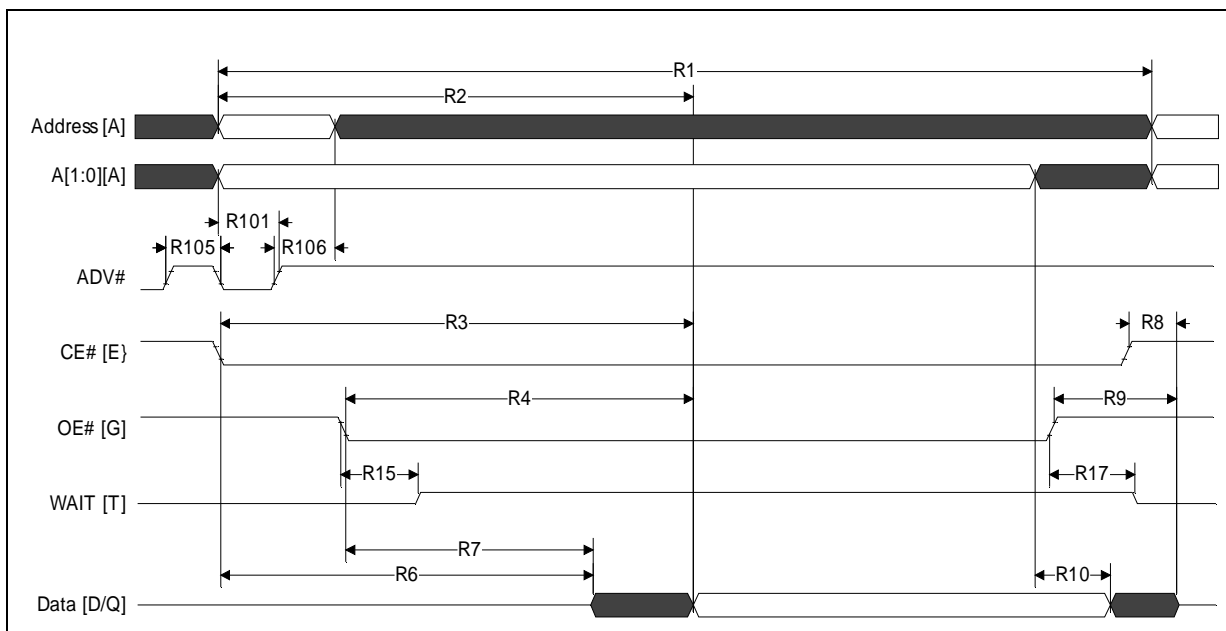 R1
R2
Address [A]
A[1:0][A]
R101
R105
R106
ADV#
R3
R8
CE# [E}
R4
R9
OE# [G]
R15
R17
WAIT [T]
R7
R6
R10
Data [D/Q]